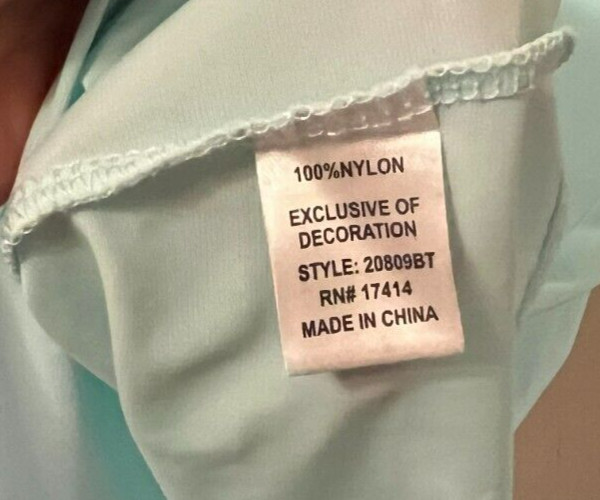 100%NYLON
EXCLUSIVE OF
DECORATION
STYLE: 20809BT
RN# 17414
MADE IN CHINA